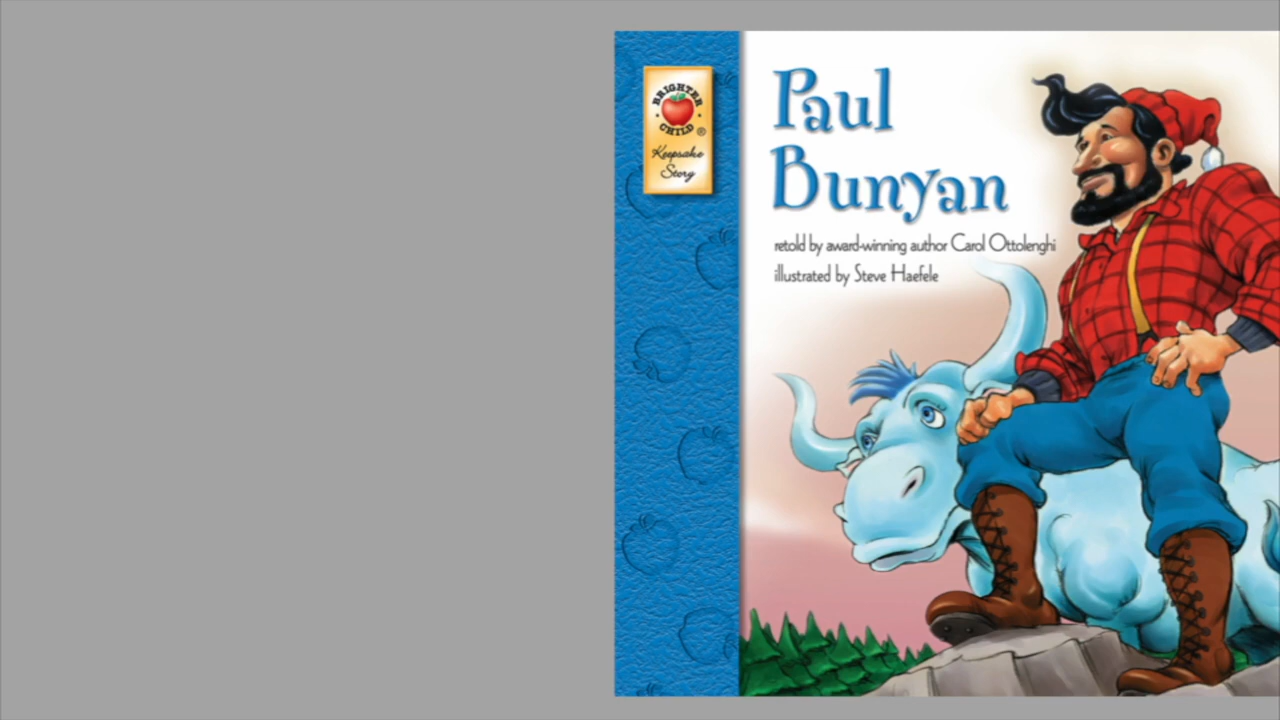 BRIGHTER
CHILD®
Keepsake
Story
Paul
Bunyan
retold by award-winning author Carol Ottolenghi
illustrated by Steve Haefele